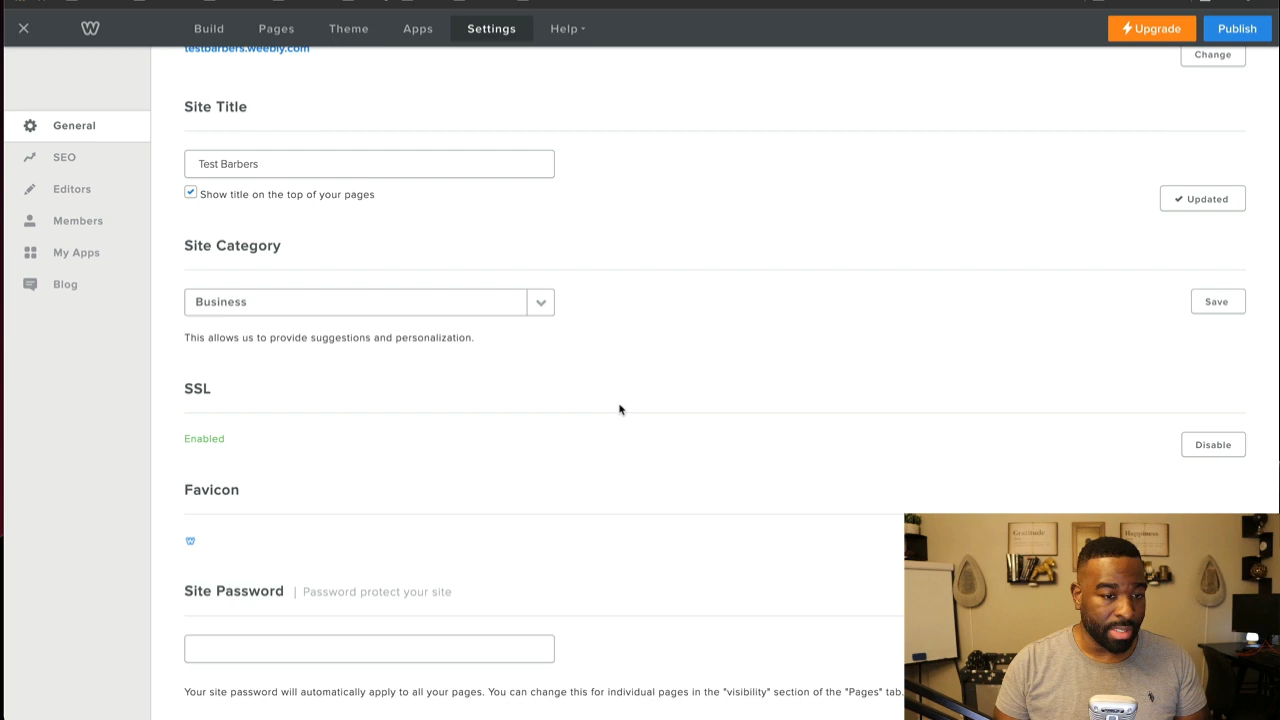 Build Pages Theme Apps Settings Help Upgrade Publish
testbarbers.weebly.com
Change
Site Title
General
Test Barbers
SEO
Show title on the top of your pages
Editors
Updated
Members
Site Category
My Apps
Blog
Business
Save
This allows us to provide suggestions and personalization.
SSL
Enabled
Disable
Favicon
Site Password | Password protect your site
Your site password will automatically apply to all your pages. You can change this for individual pages in the "visibility" section of the "Pages" tab.
Gratitude
Happiness